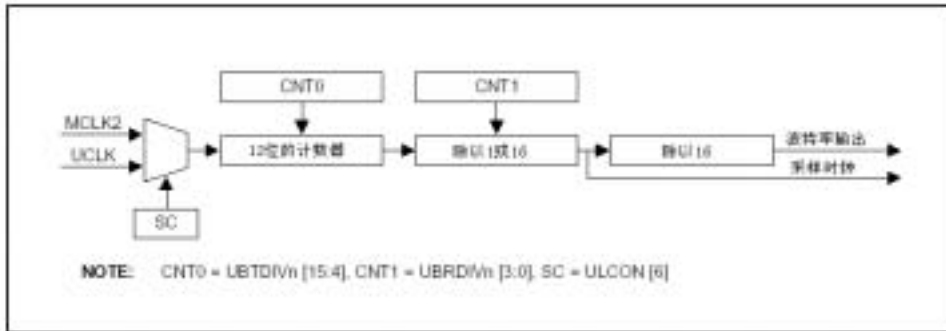 CNT0
CNT1
MCLK2
UCLK
12位的计数器
除以1或16
除以16
波特率输出
采样时钟
SC
NOTE: CNT0 = UBTDIVn [15:4], CNT1 = UBRDIVn [3:0], SC = ULCON [6]